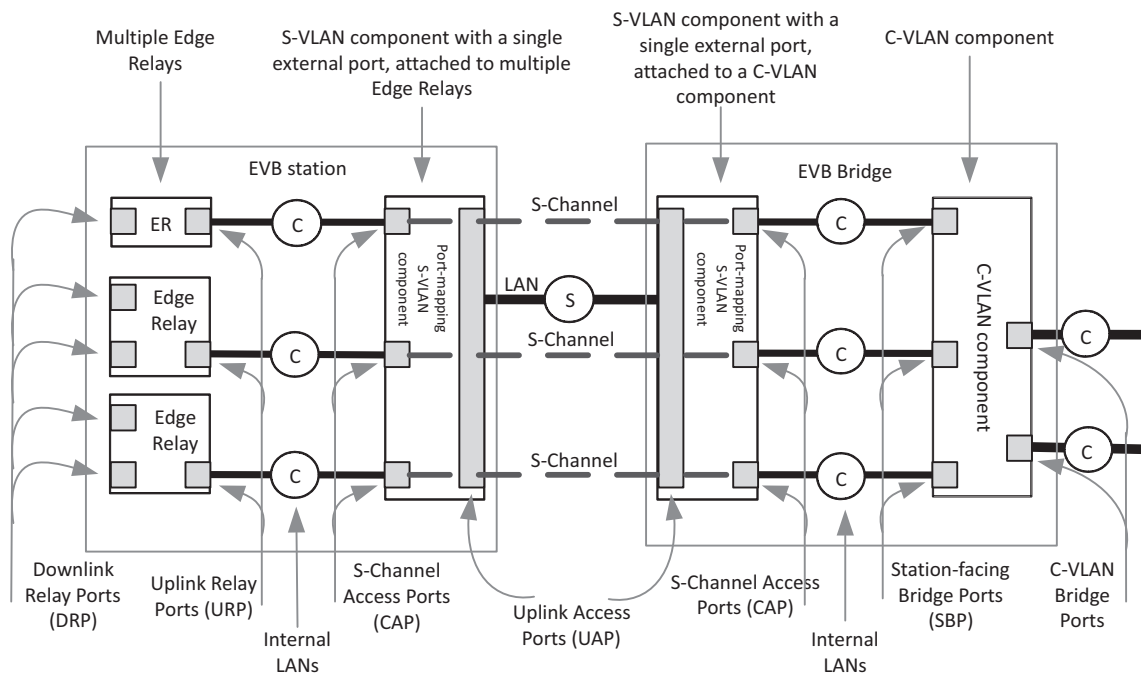 Multiple Edge
Relays
S-VLAN component with a single
external port, attached to multiple
Edge Relays
S-VLAN component with a
single external port,
attached to a C-VLAN
component
C-VLAN component
EVB station
EVB Bridge
ER
C
Port-mapping
S-VLAN
component
S-Channel
Port-mapping
S-VLAN
component
C
C-VLAN component
Edge
Relay
LAN
S
C
C
S-Channel
C
Edge
Relay
C
S-Channel
C
C
Downlink
Relay Ports
(DRP)
Uplink Relay
Ports (URP)
Internal
LANs
S-Channel
Access Ports
(CAP)
Uplink Access
Ports (UAP)
S-Channel Access
Ports (CAP)
Internal
LANs
Station-facing
Bridge Ports
(SBP)
C-VLAN
Bridge
Ports